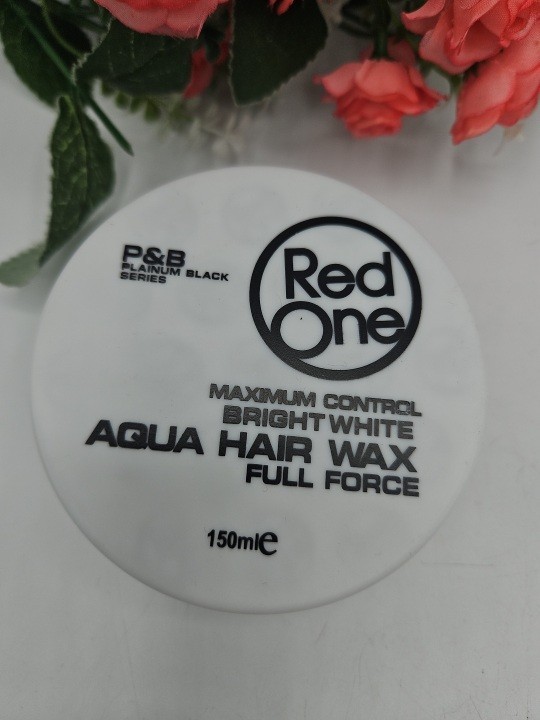 P&B
PLAINUM BLACK
SERIES
Red
One
MAXIMUM CONTROL
BRIGHT WHITE
AQUA HAIR WAX
FULL FORCE
150ml℮